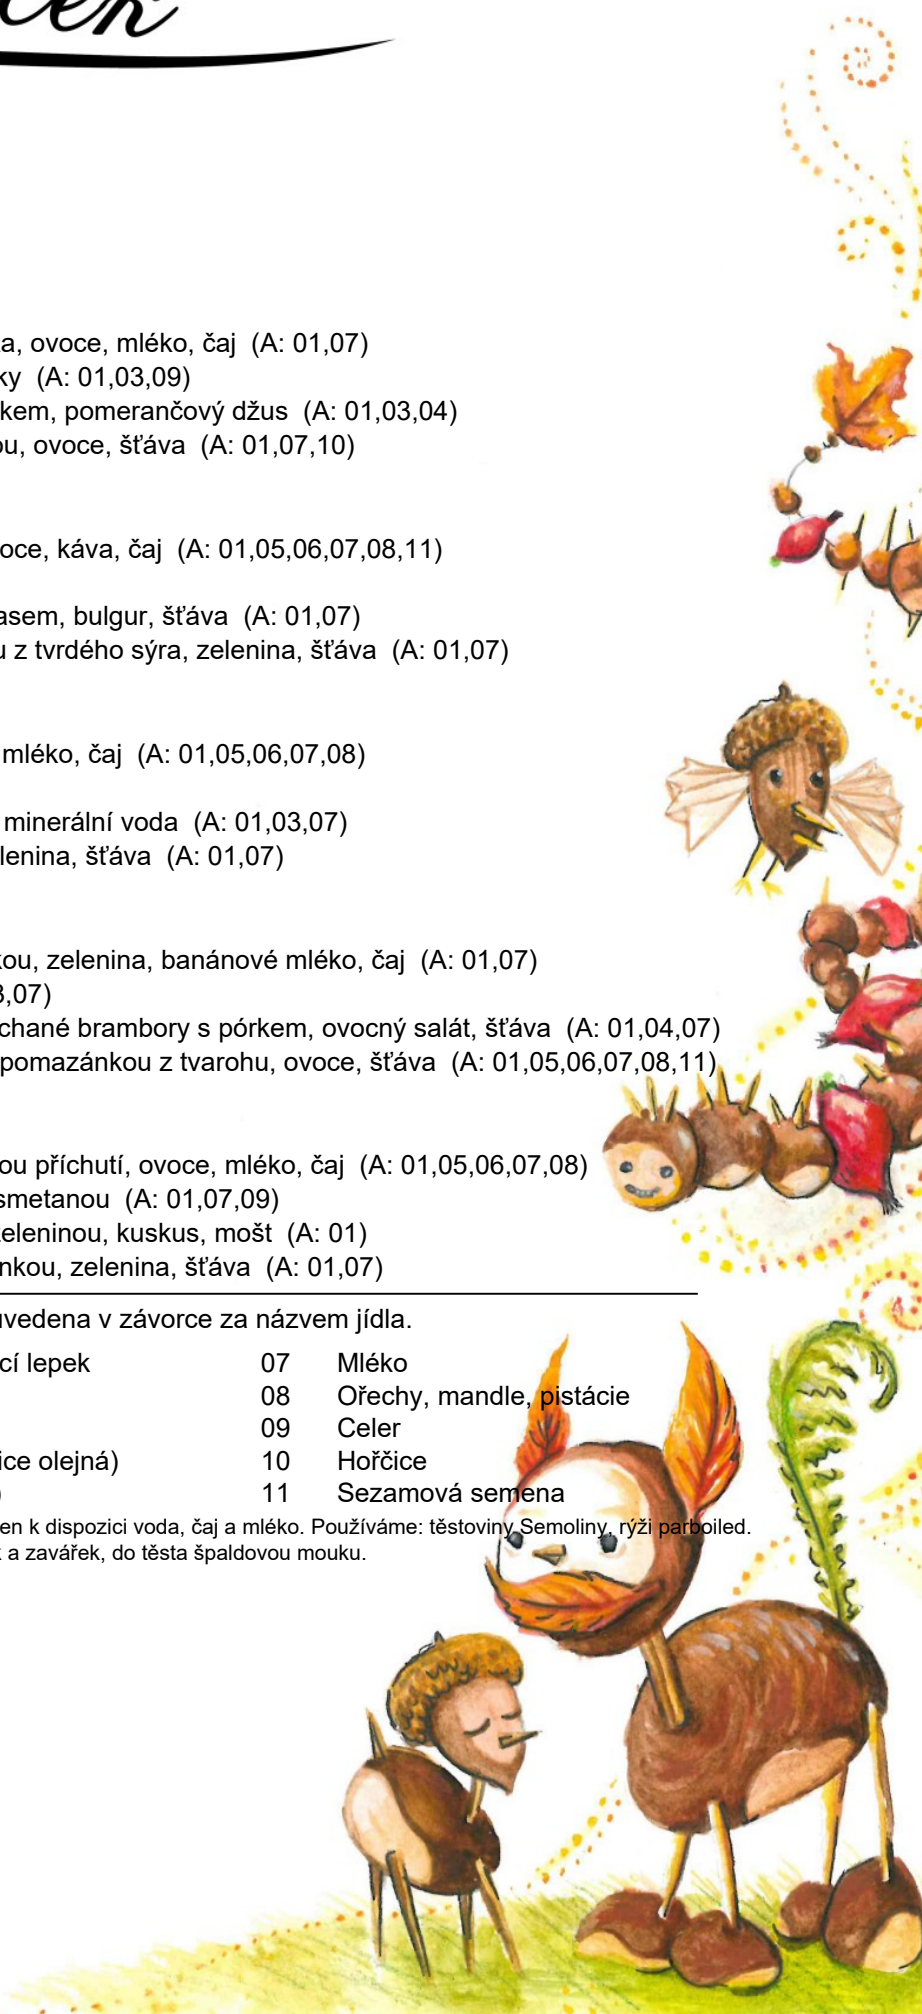 ček
a, ovoce, mléko, čaj (A: 01,07)
ky (A: 01,03,09)
kem, pomerančový džus (A: 01,03,04)
ou, ovoce, šťáva (A: 01,07,10)
oce, káva, čaj (A: 01,05,06,07,08,11)
asem, bulgur, šťáva (A: 01,07)
u z tvrdého sýra, zelenina, šťáva (A: 01,07)
mléko, čaj (A: 01,05,06,07,08)
minerální voda (A: 01,03,07)
lenina, šťáva (A: 01,07)
kou, zelenina, banánové mléko, čaj (A: 01,07)
3,07)
chané brambory s pórkem, ovocný salát, šťáva (A: 01,04,07)
pomazánkou z tvarohu, ovoce, šťáva (A: 01,05,06,07,08,11)
ou příchutí, ovoce, mléko, čaj (A: 01,05,06,07,08)
smetanou (A: 01,07,09)
zeleninou, kuskus, mošt (A: 01)
nkou, zelenina, šťáva (A: 01,07)
uvedena v závorce za názvem jídla.
cí lepek 07 Mléko
08 Ořechy, mandle, pistácie
09 Celer
ice olejná) 10 Hořčice
) 11 Sezamová semena
en k dispozici voda, čaj a mléko. Používáme: těstoviny Semoliny, rýži parboiled.
k a zavářek, do těsta špaldovou mouku.